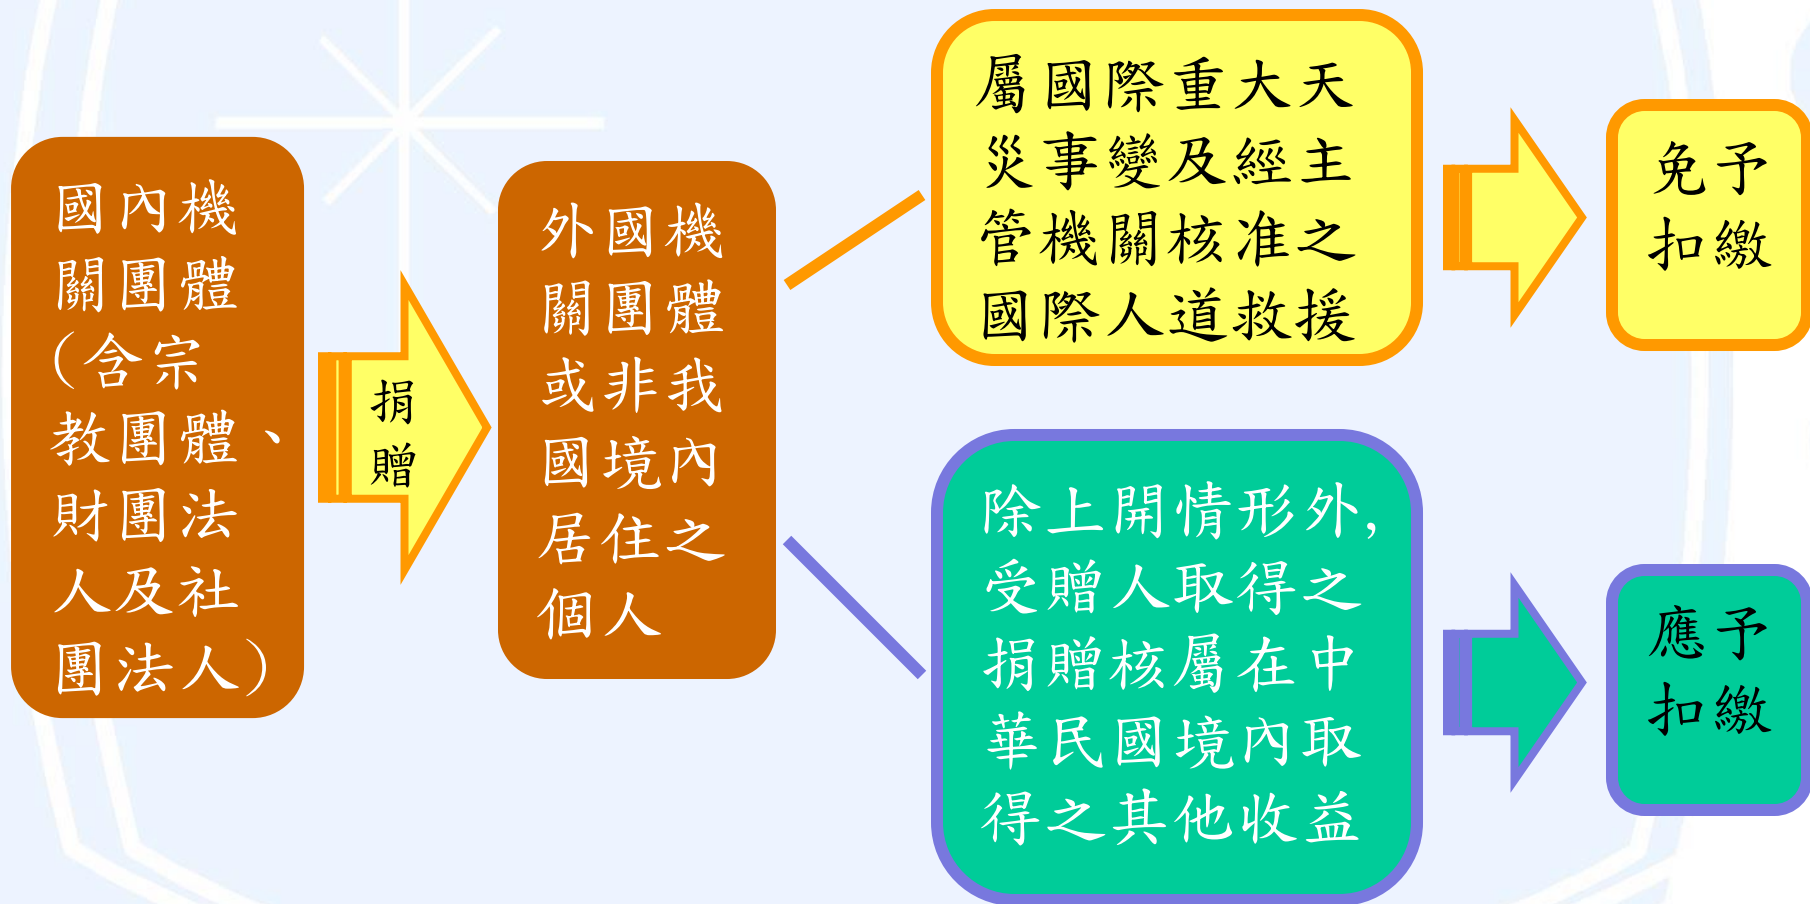 國內機
關團體
（含宗
教團體、
財團法
人及社
團法人）
捐
贈
外國機
關團體
或非我
國境內
居住之
個人
屬國際重大天
災事變及經主
管機關核准之
國際人道救援
免予
扣繳
除上開情形外,
受贈人取得之
捐贈核屬在中
華民國境內取
得之其他收益
應予
扣繳